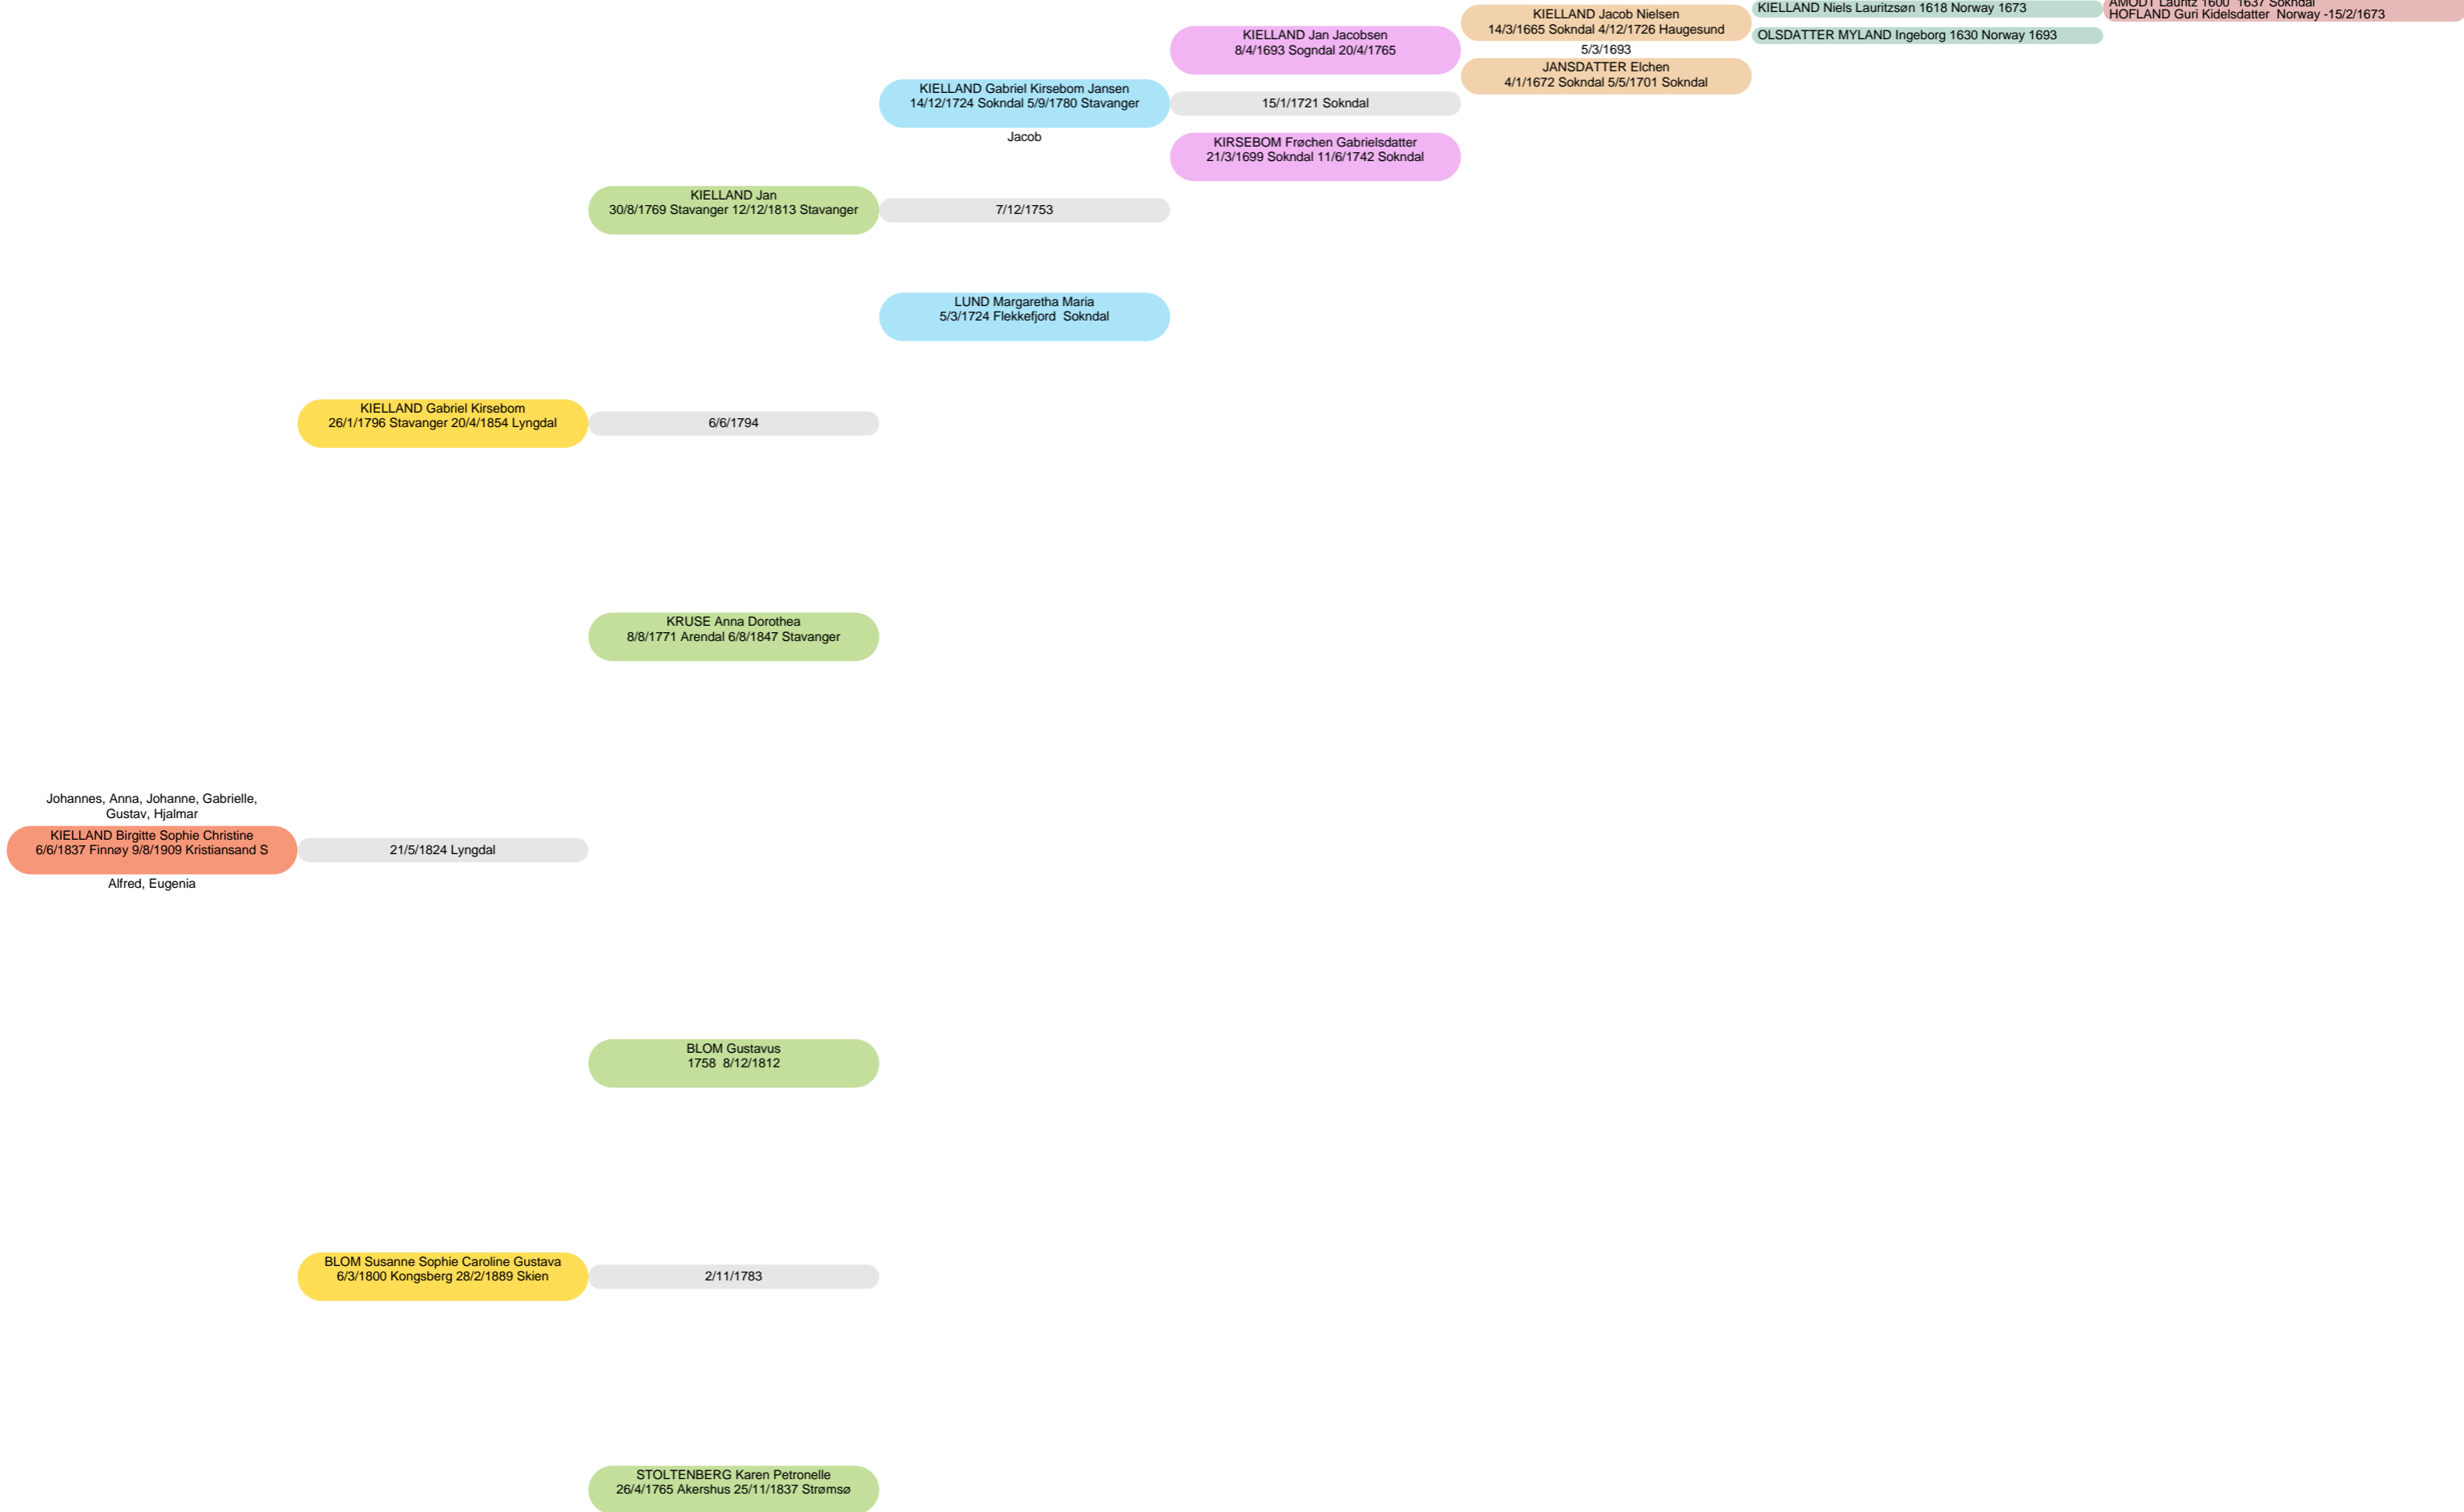 AMODT Lauritz 1600  1637 Sokndal
HOFLAND Guri Kidelsdatter  Norway -15/2/1673
KIELLAND Niels Lauritzsøn 1618 Norway 1673
OLSDATTER MYLAND Ingeborg 1630 Norway 1693
KIELLAND Jacob Nielsen
14/3/1665 Sokndal 4/12/1726 Haugesund
5/3/1693
JANSDATTER Elchen
4/1/1672 Sokndal 5/5/1701 Sokndal
KIELLAND Jan Jacobsen
8/4/1693 Sogndal 20/4/1765
15/1/1721 Sokndal
KIRSEBOM Frøchen Gabrielsdatter
21/3/1699 Sokndal 11/6/1742 Sokndal
KIELLAND Gabriel Kirsebom Jansen
14/12/1724 Sokndal 5/9/1780 Stavanger
Jacob
7/12/1753
LUND Margaretha Maria
5/3/1724 Flekkefjord  Sokndal
KIELLAND Jan
30/8/1769 Stavanger 12/12/1813 Stavanger
6/6/1794
KRUSE Anna Dorothea
8/8/1771 Arendal 6/8/1847 Stavanger
KIELLAND Gabriel Kirsebom
26/1/1796 Stavanger 20/4/1854 Lyngdal
Johannes, Anna, Johanne, Gabrielle,
Gustav, Hjalmar
KIELLAND Birgitte Sophie Christine
6/6/1837 Finnøy 9/8/1909 Kristiansand S
Alfred, Eugenia
21/5/1824 Lyngdal
BLOM Gustavus
1758  8/12/1812
BLOM Susanne Sophie Caroline Gustava
6/3/1800 Kongsberg 28/2/1889 Skien
2/11/1783
STOLTENBERG Karen Petronelle
26/4/1765 Akershus 25/11/1837 Strømsø